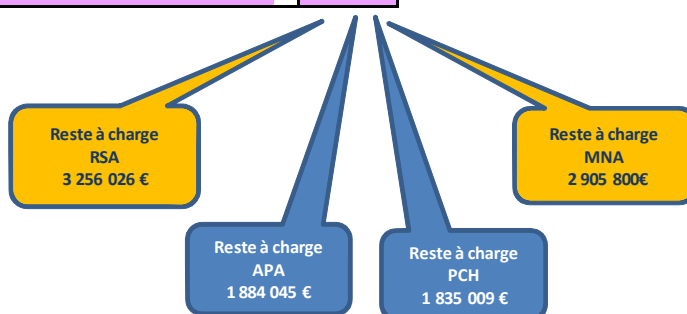 Reste à charge
RSA
3 256 026 €
Reste à charge
MNA
2 905 800€
Reste à charge
APA
1 884 045 €
Reste à charge
PCH
1 835 009 €